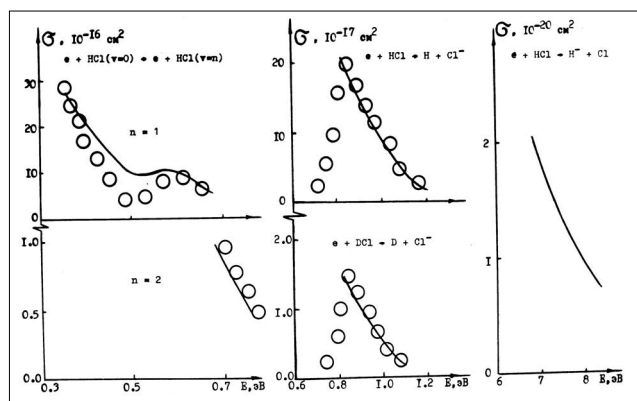 σ, 10-16 см²
e + HCl(v=0) → e + HCl(v=n)
30
20
10
0
n = 1
1.0
0.5
0.0
n = 2
0.3
0.5
0.7
E,эВ
σ, 10-17 см²
e + HCl → H + Cl⁻
20
10
0
e + DCl → D + Cl⁻
2.0
1.0
0.0
0.6
0.8
1.0
1.2
E,эВ
σ, 10-20 см²
e + HCl → H⁻ + Cl
2
1
6
7
8
E,эВ